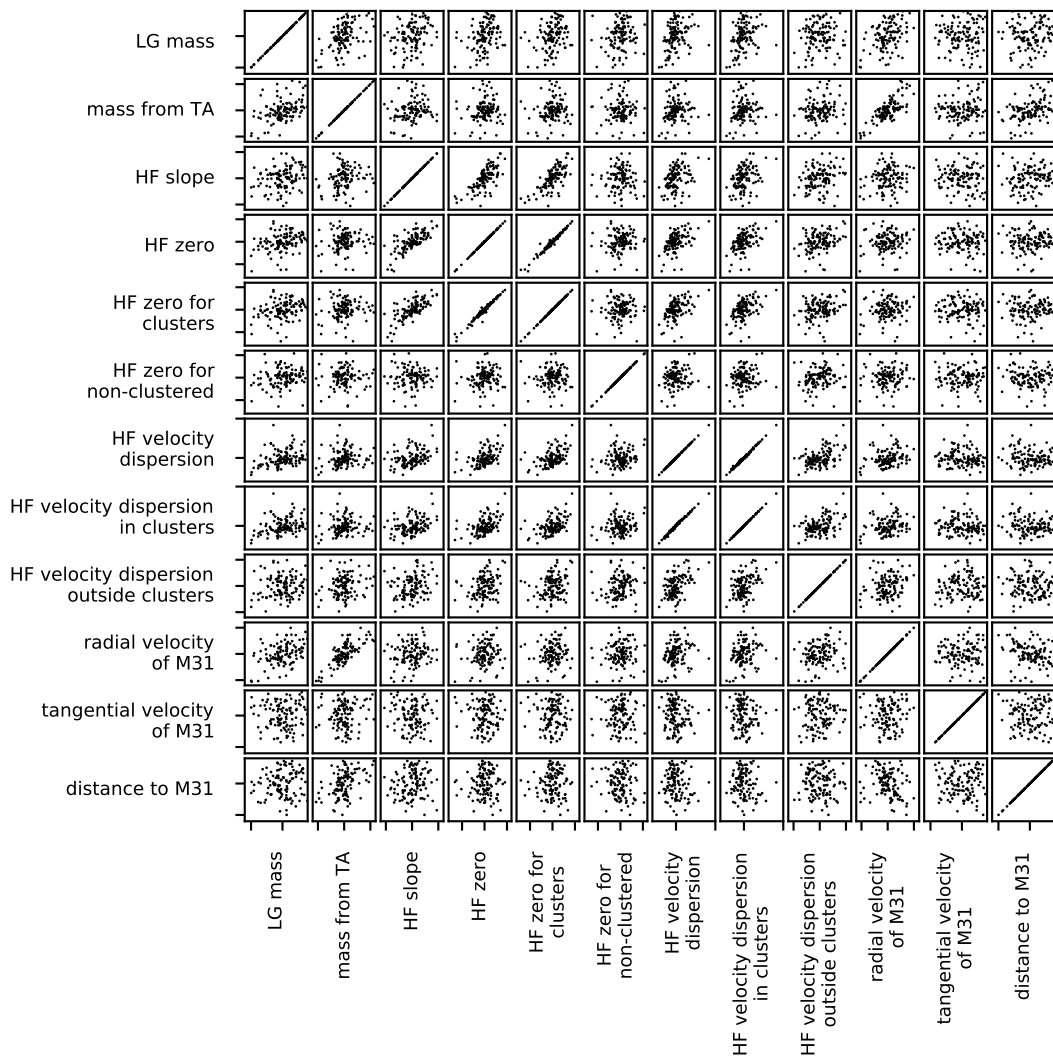 LG mass
mass from TA
HF slope
HF zero
HF zero for
clusters
HF zero for
non-clustered
HF velocity
dispersion
HF velocity dispersion
in clusters
HF velocity dispersion
outside clusters
radial velocity
of M31
tangential velocity
of M31
distance to M31
LG mass
mass from TA
HF slope
HF zero
HF zero for
clusters
HF zero for
non-clustered
HF velocity
dispersion
HF velocity dispersion
in clusters
HF velocity dispersion
outside clusters
radial velocity
of M31
tangential velocity
of M31
distance to M31